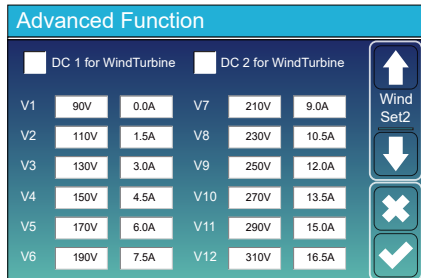 Advanced Function
DC 1 for WindTurbine DC 2 for WindTurbine
V1 90V 0.0A V7 210V 9.0A
V2 110V 1.5A V8 230V 10.5A
V3 130V 3.0A V9 250V 12.0A
V4 150V 4.5A V10 270V 13.5A
V5 170V 6.0A V11 290V 15.0A
V6 190V 7.5A V12 310V 16.5A
Wind
Set2